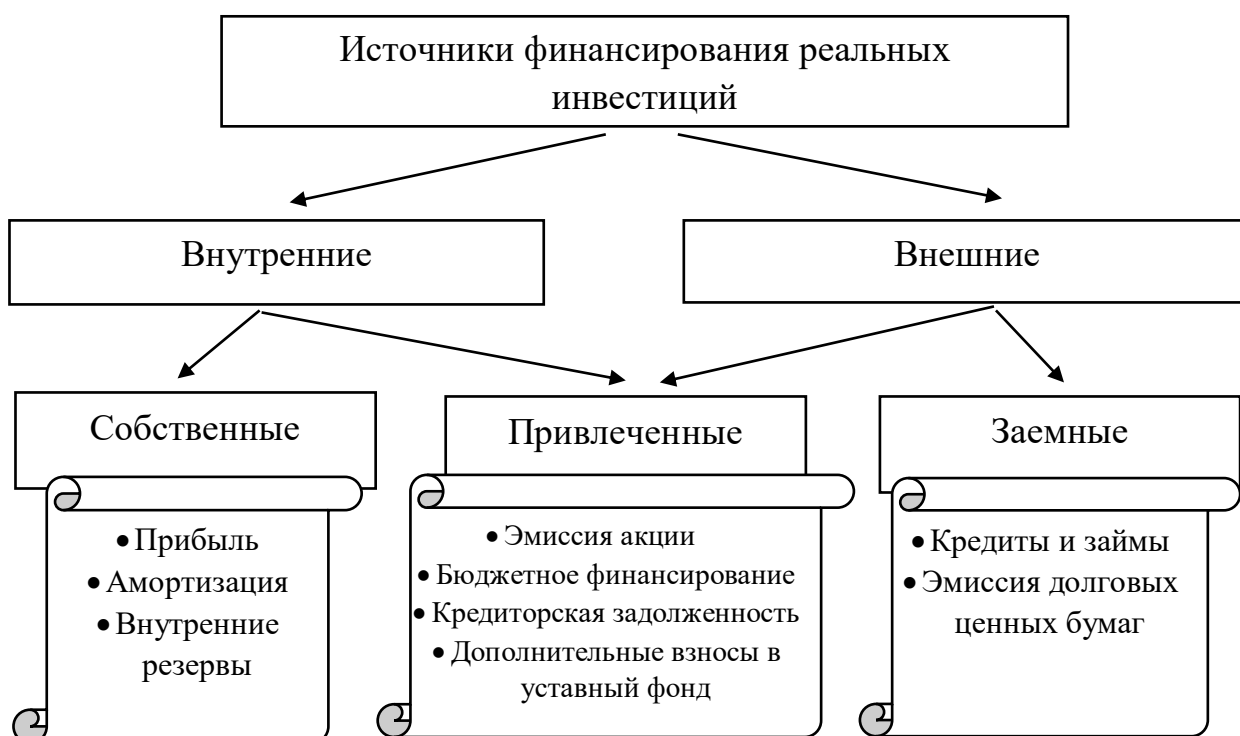 Источники финансирования реальных
инвестиций
Внутренние
Внешние
Собственные
Привлеченные
Заемные
• Прибыль
• Амортизация
• Внутренние
резервы
• Эмиссия акции
• Бюджетное финансирование
• Кредиторская задолженность
• Дополнительные взносы в
уставный фонд
• Кредиты и займы
• Эмиссия долговых
ценных бумаг